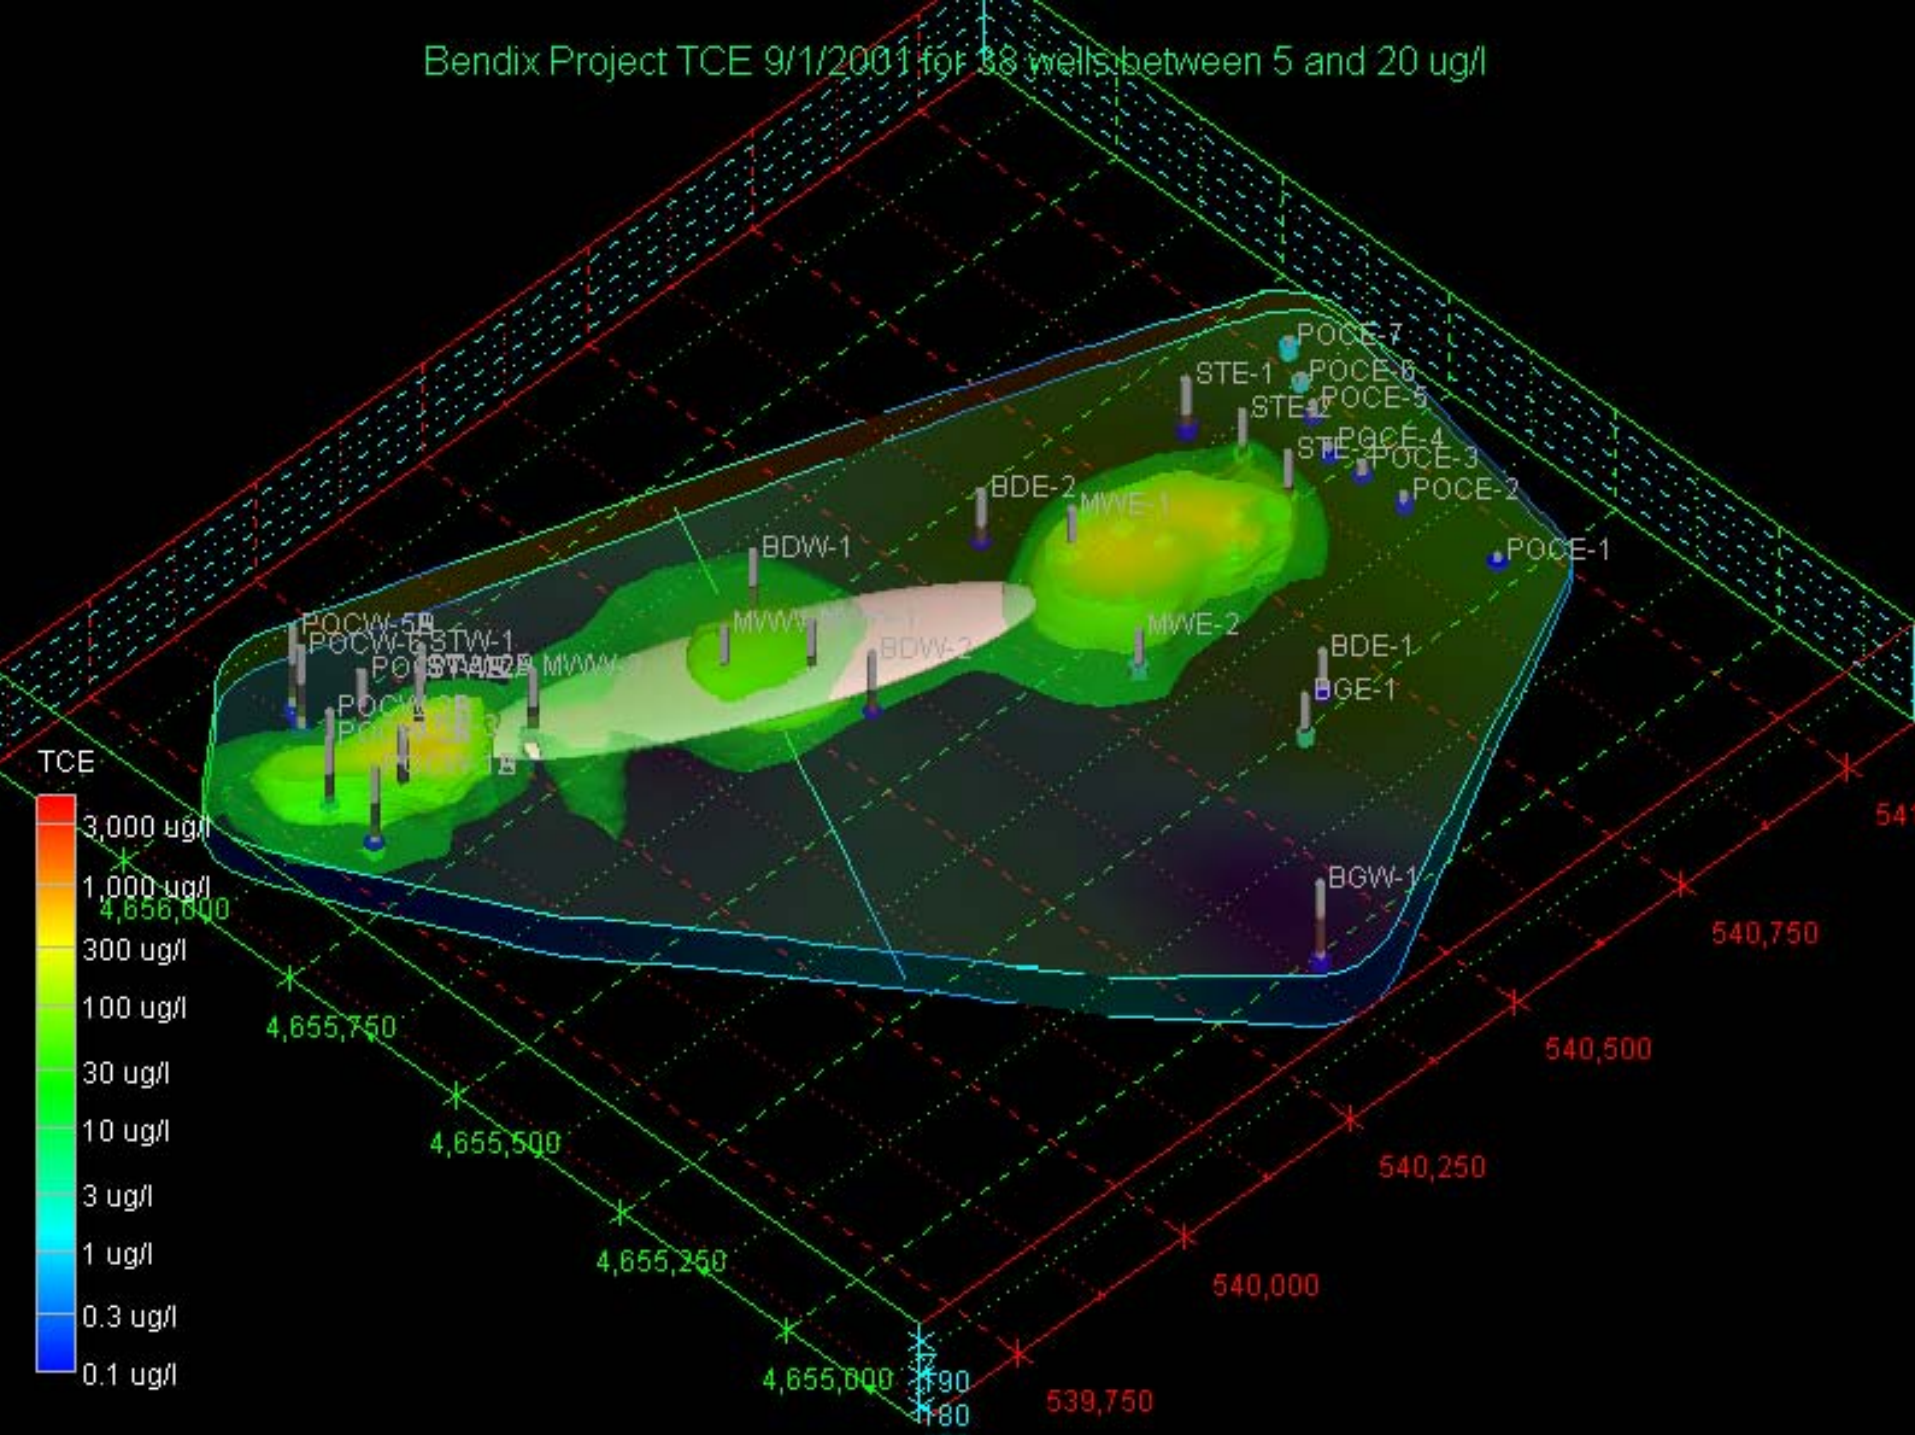 Bendix Project TCE 9/1/2001 for 38 wells between 5 and 20 ug/l
POCE-7
STE-1
POCE-6
POCE-5
STE-2
POCE-4
POCE-3
BDE-2
POCE-2
MWE-1
BDW-1
POCE-1
MWE-2
STW-1
BDW-2
BDE-1
BGE-1
BGW-1
TCE
3,000 ug/l
1,000 ug/l
300 ug/l
100 ug/l
30 ug/l
10 ug/l
3 ug/l
1 ug/l
0.3 ug/l
0.1 ug/l
4,656,000
4,655,750
4,655,500
4,655,250
4,655,000
540,750
540,500
540,250
540,000
539,750
190
180